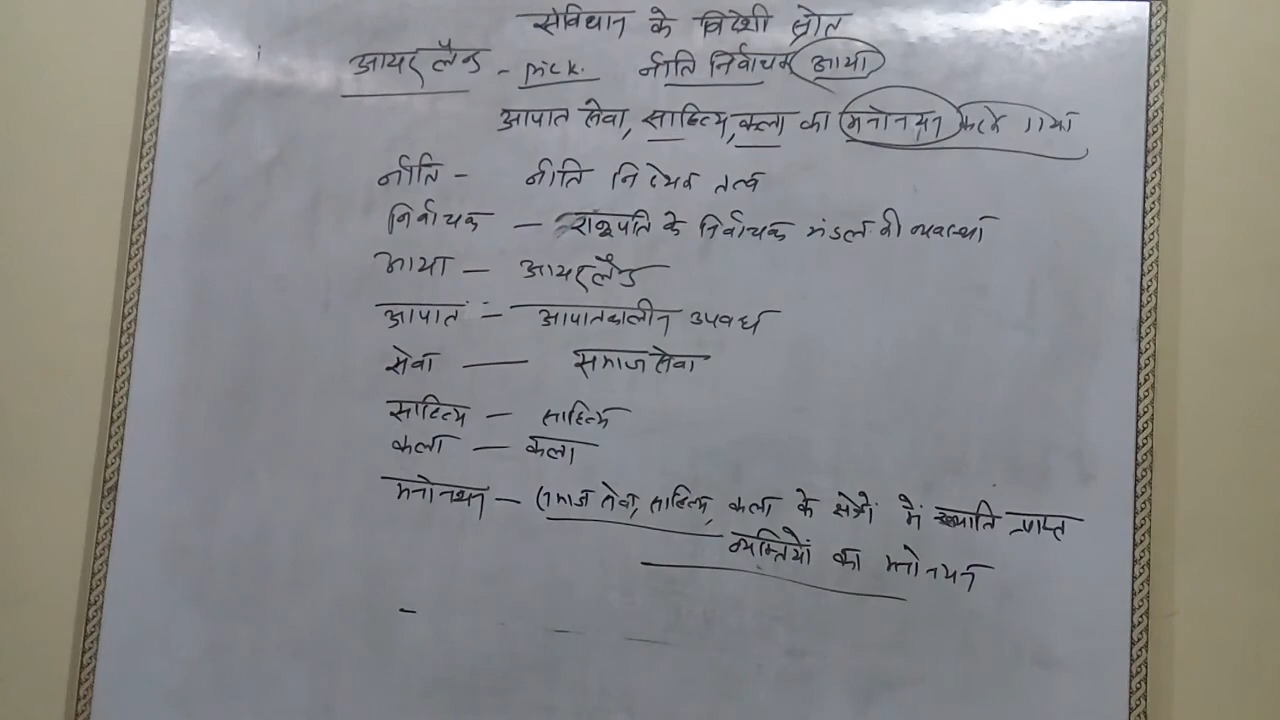 संविधान के विदेशी स्रोत
आयरलैंड - pick. नीति निर्वाचक आया
आपात सेवा, साहित्य, कला का मनोनयन करके गया
नीति - नीति निदेशक तत्व
निर्वाचक - राष्ट्रपति के निर्वाचक मंडल की व्यवस्था
आया - आयरलैंड
आपात - आपातकालीन उपबंध
सेवा - समाज सेवा
साहित्य - साहित्य
कला - कला
मनोनयन - समाज सेवा, साहित्य, कला के क्षेत्रों में ख्याति प्राप्त
व्यक्तियों का मनोनयन